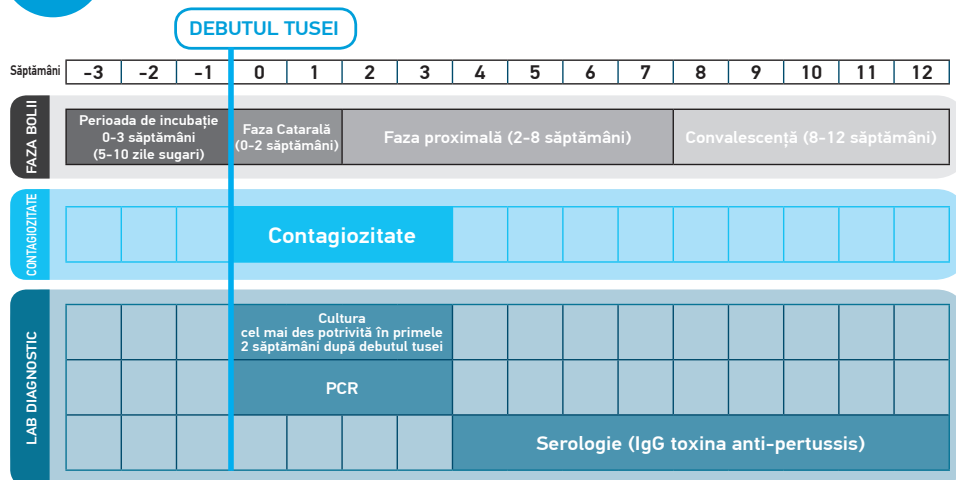 DEBUTUL TUSEI
Săptămâni -3 -2 -1 0 1 2 3 4 5 6 7 8 9 10 11 12
FAZA BOLII
Perioada de incubație
0-3 săptămâni
(5-10 zile sugari)
Faza Catarală
(0-2 săptămâni)
Faza proximală (2-8 săptămâni)
Convalescență (8-12 săptămâni)
CONTAGIOZITATE
Contagiozitate
LAB DIAGNOSTIC
Cultura
cel mai des potrivită în primele
2 săptămâni după debutul tusei
PCR
Serologie (IgG toxina anti-pertussis)